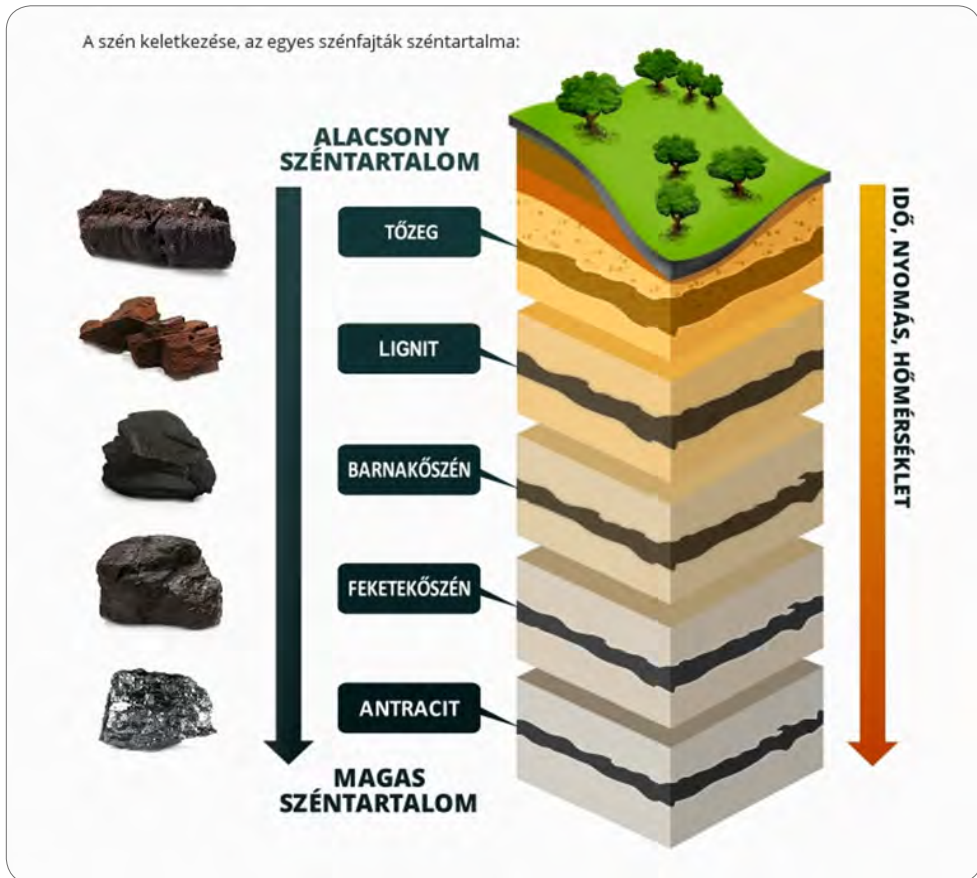 A szén keletkezése, az egyes szénfajták széntartalma:
ALACSONY
SZÉNTARTALOM
TŐZEG
LIGNIT
BARNAKŐSZÉN
FEKETEKŐSZÉN
ANTRACIT
MAGAS
SZÉNTARTALOM
IDŐ, NYOMÁS, HŐMÉRSÉKLET